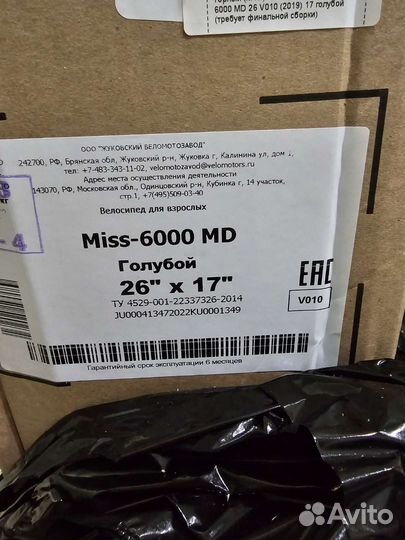 6000 MD 26 V010 (2019) 17 голубой
(требует финальной сборки)
ООО "ЖУКОВСКИЙ ВЕЛОМОТОЗАВОД"
242700, РФ, Брянская обл, Жуковский р-н, Жуковка г, Калинина ул, дом 1,
тел: +7-483-343-11-02, velomotozavod@velomotors.ru
Адрес места осуществления деятельности
143070, РФ, Московская обл., Одинцовский р-н, Кубинка г, 14 участок,
стр.1, +7(495)509-03-40
Велосипед для взрослых
- 4
Miss-6000 MD
Голубой
26" x 17"
EAC
V010
ТУ 4529-001-22337326-2014
JU000413472022KU0001349
Гарантийный срок эксплуатации 6 месяцев
Avito